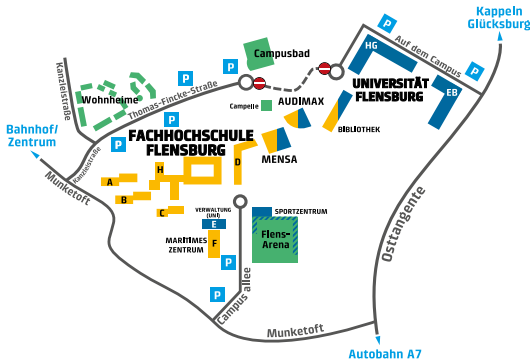 Kappeln
Glücksburg
P
P
Campusbad
HG
Auf dem Campus
P
P
P
UNIVERSITÄT
FLENSBURG
EB
Kanzleistraße
Wohnheime
Thomas-Fincke-Straße
Campelle
AUDIMAX
BIBLIOTHEK
P
Bahnhof/
Zentrum
P
FACHHOCHSCHULE
FLENSBURG
MENSA
Kanzleistraße
H
D
A
B
C
Munketoft
Osttangente
VERWALTUNG
(UNI)
E
SPORTZENTRUM
MARITIMES
ZENTRUM
F
Flens-
Arena
P
P
Campusallee
Munketoft
Autobahn A7